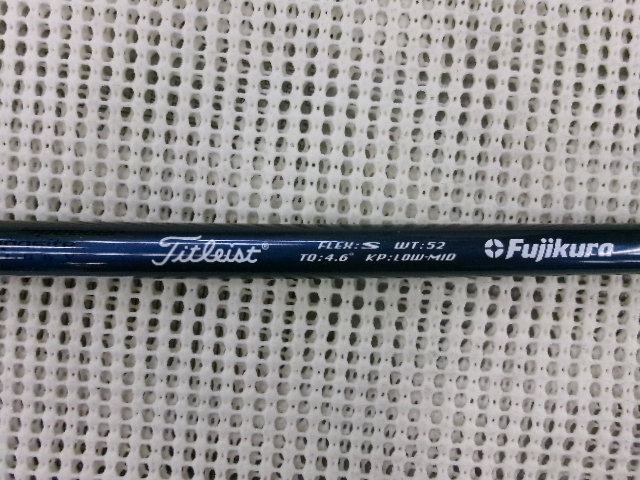 Titleist®
FLEX:S WT:52
TQ:4.6° KP:LOW-MID
Fujikura